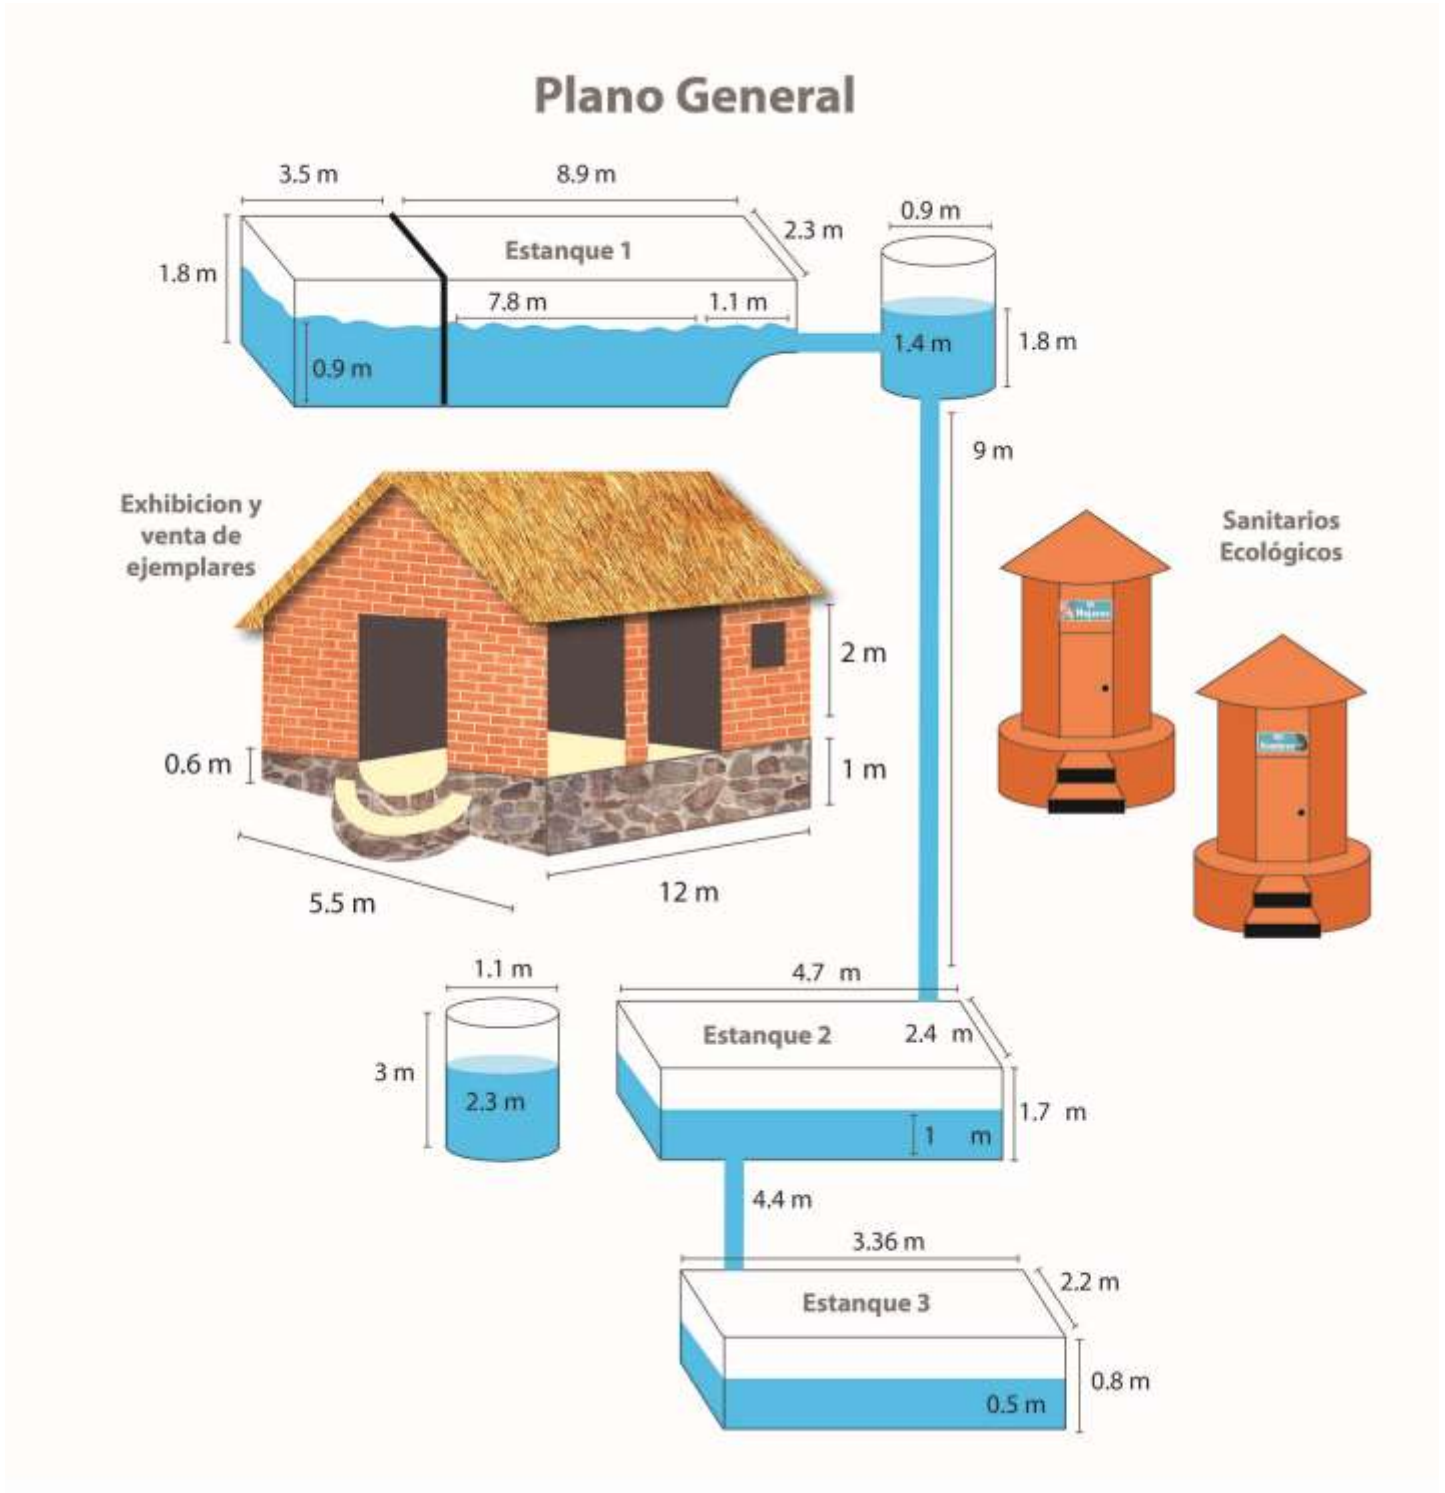 Plano General
3.5 m
8.9 m
0.9 m
2.3 m
Estanque 1
1.8 m
7.8 m
1.1 m
1.4 m
1.8 m
0.9 m
9 m
Exhibicion y
venta de
ejemplares
Sanitarios
Ecológicos
2 m
0.6 m
1 m
5.5 m
12 m
1.1 m
4.7 m
Estanque 2
2.4 m
3 m
2.3 m
1.7 m
1 m
4.4 m
3.36 m
2.2 m
Estanque 3
0.8 m
0.5 m